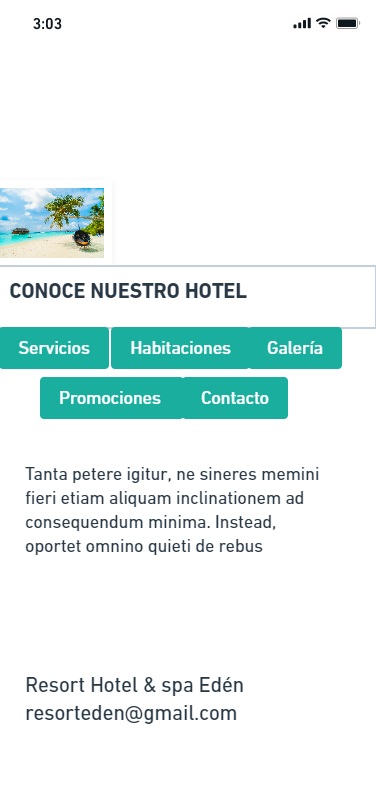 3:03
CONOCE NUESTRO HOTEL
Servicios Habitaciones Galería
Promociones Contacto
Tanta petere igitur, ne sineres memini
fieri etiam aliquam inclinationem ad
consequendum minima. Instead,
oportet omnino quieti de rebus
Resort Hotel & spa Edén
resorteden@gmail.com